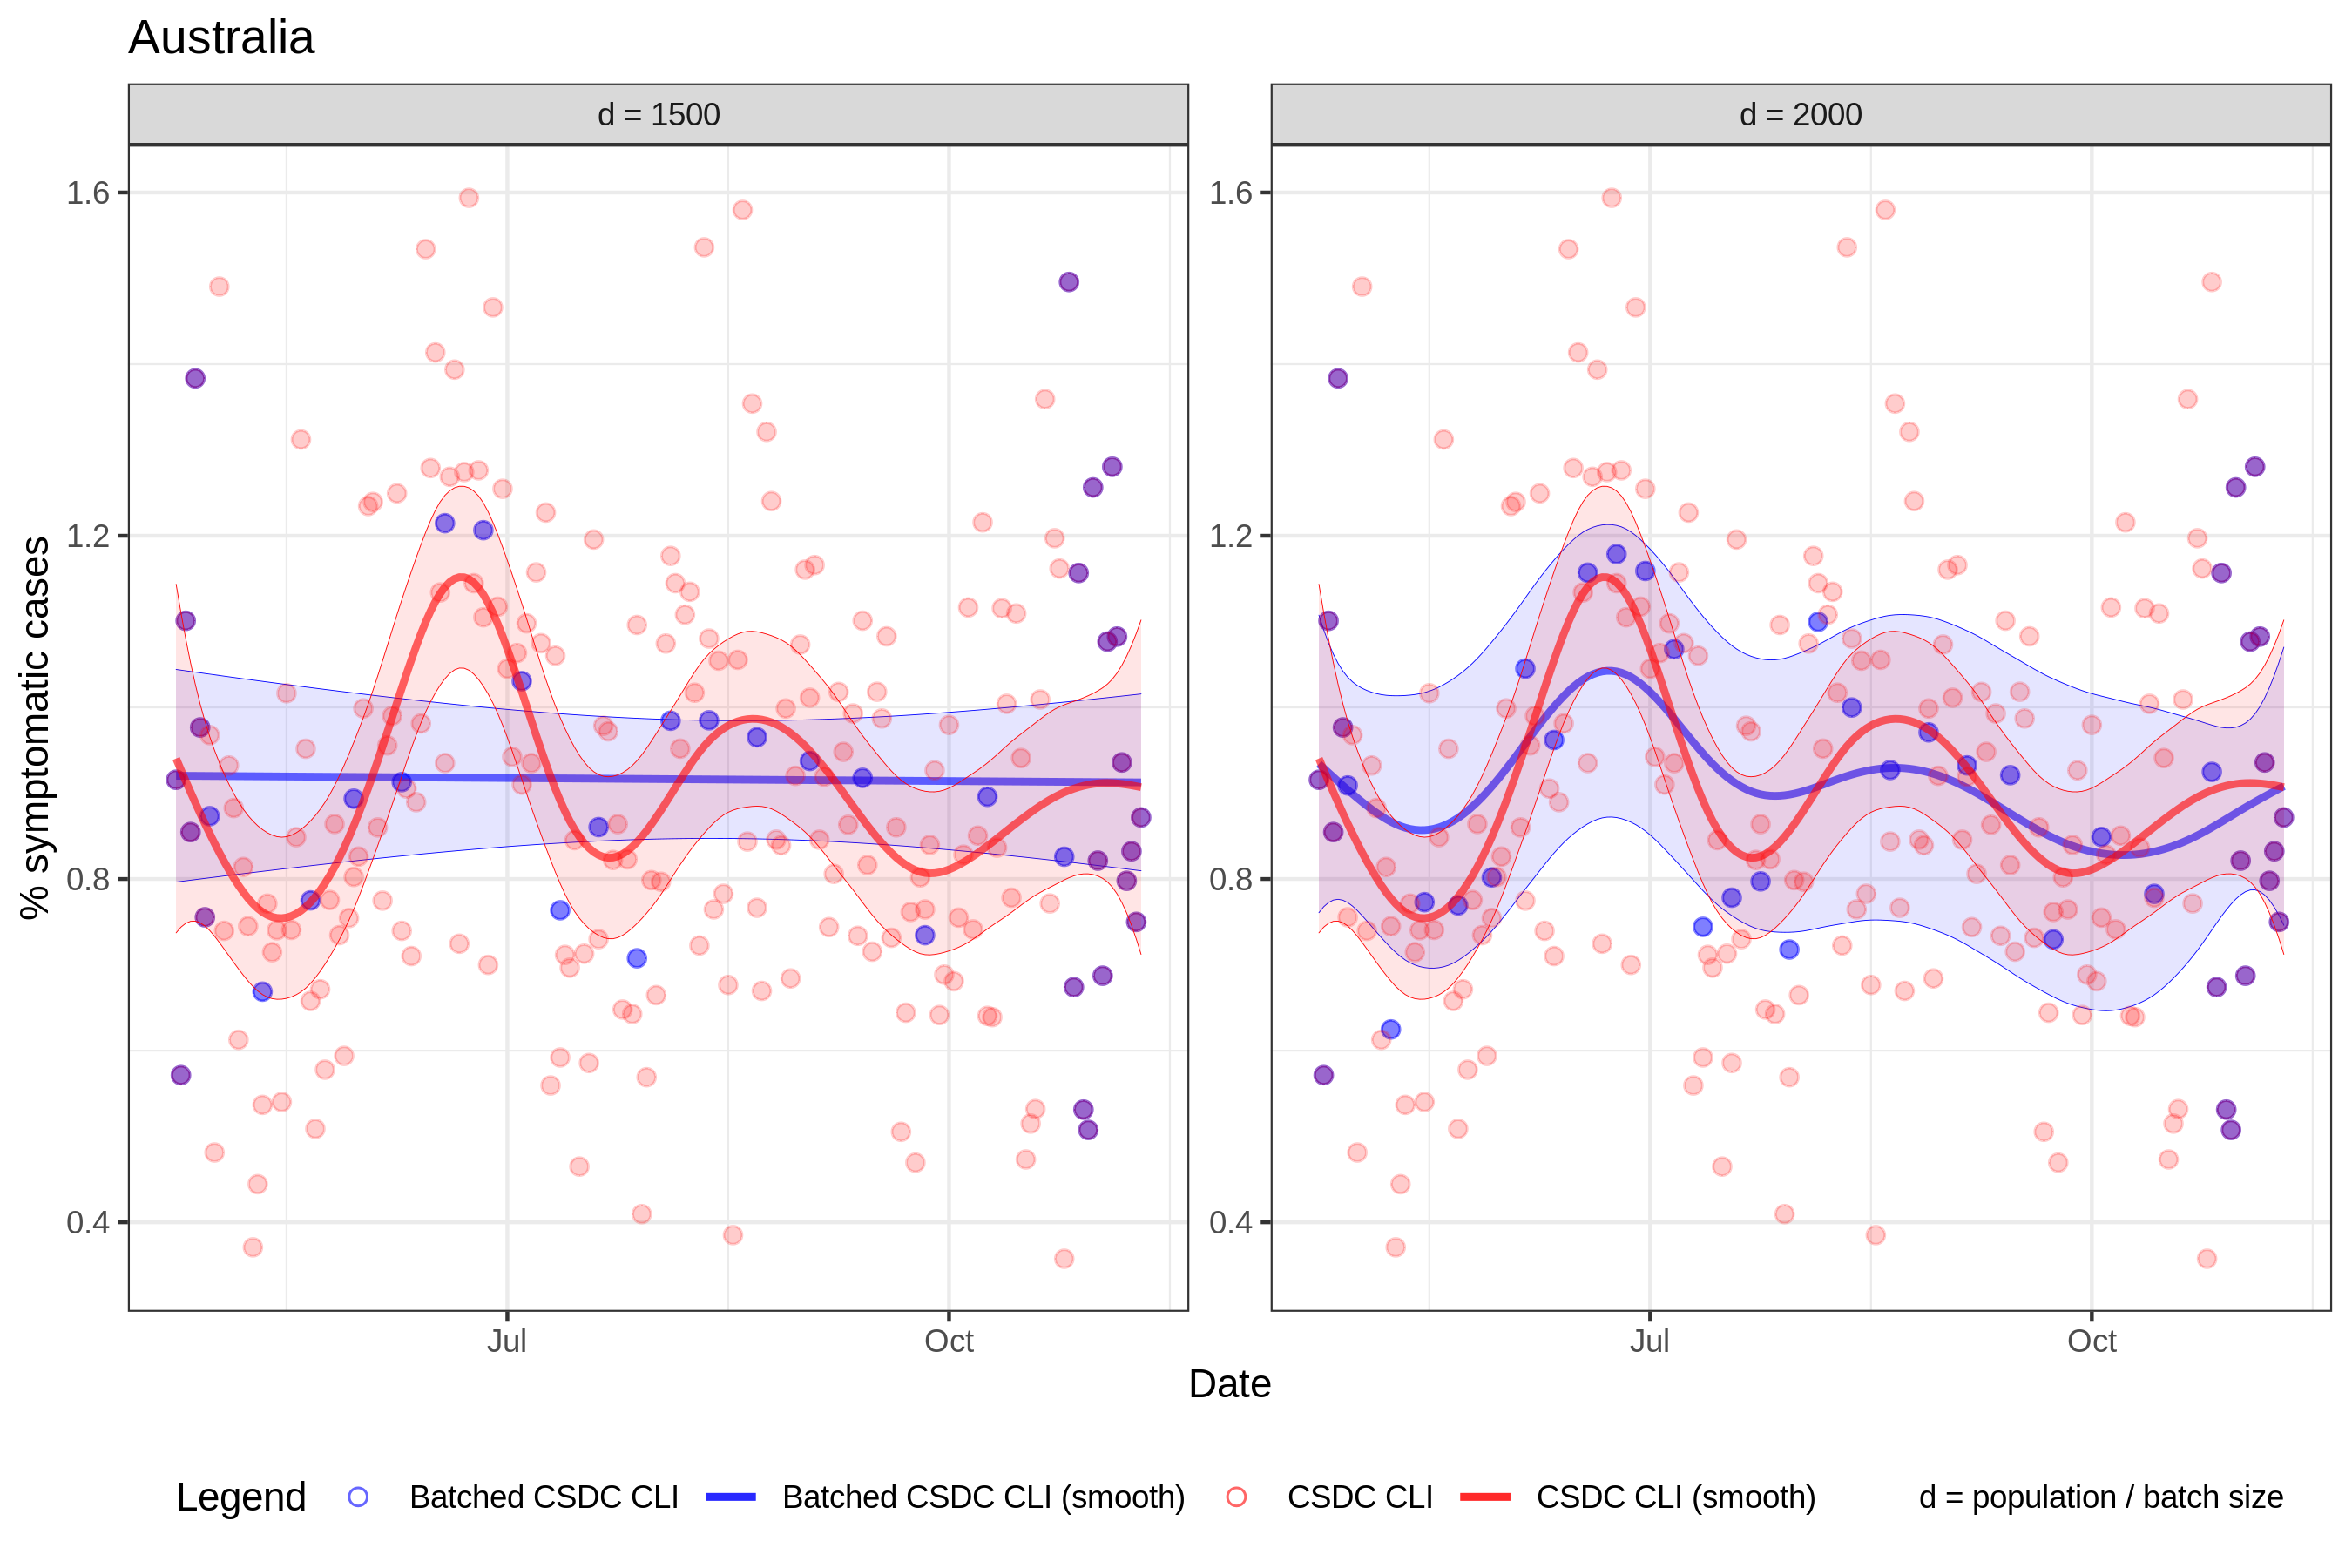 Australia
d = 1500
d = 2000
% symptomatic cases
1.6
1.2
0.8
0.4
1.6
1.2
0.8
0.4
Jul
Oct
Jul
Oct
Date
Legend
Batched CSDC CLI
Batched CSDC CLI (smooth)
CSDC CLI
CSDC CLI (smooth)
d = population / batch size